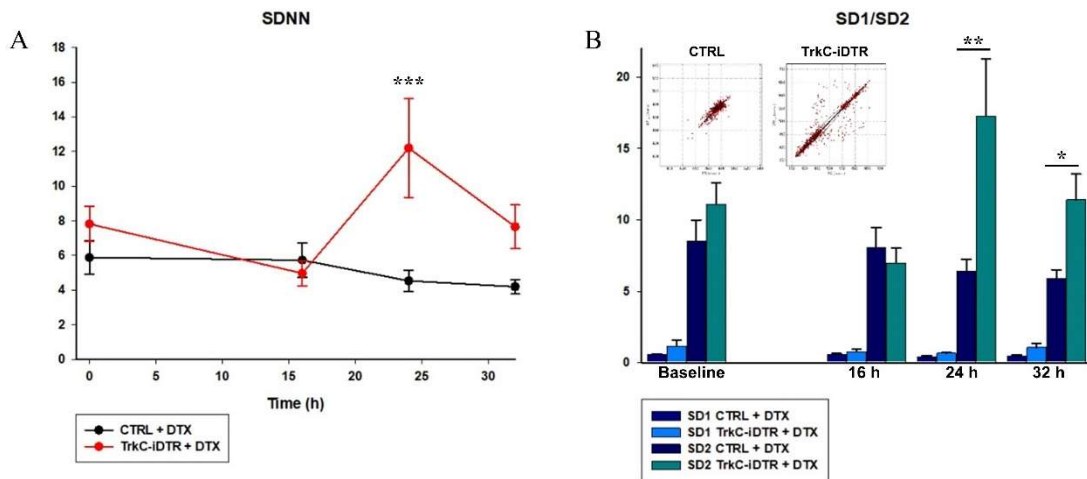 SDNN
A
18
16
14
12
10
8
6
4
2
0
***
0 5 10 15 20 25 30
Time (h)
CTRL + DTX
TrkC-iDTR + DTX
SD1/SD2
B
CTRL
TrkC-iDTR
**
*
20
15
10
5
0
Baseline 16 h 24 h 32 h
SD1 CTRL + DTX
SD1 TrkC-iDTR + DTX
SD2 CTRL + DTX
SD2 TrkC-iDTR + DTX